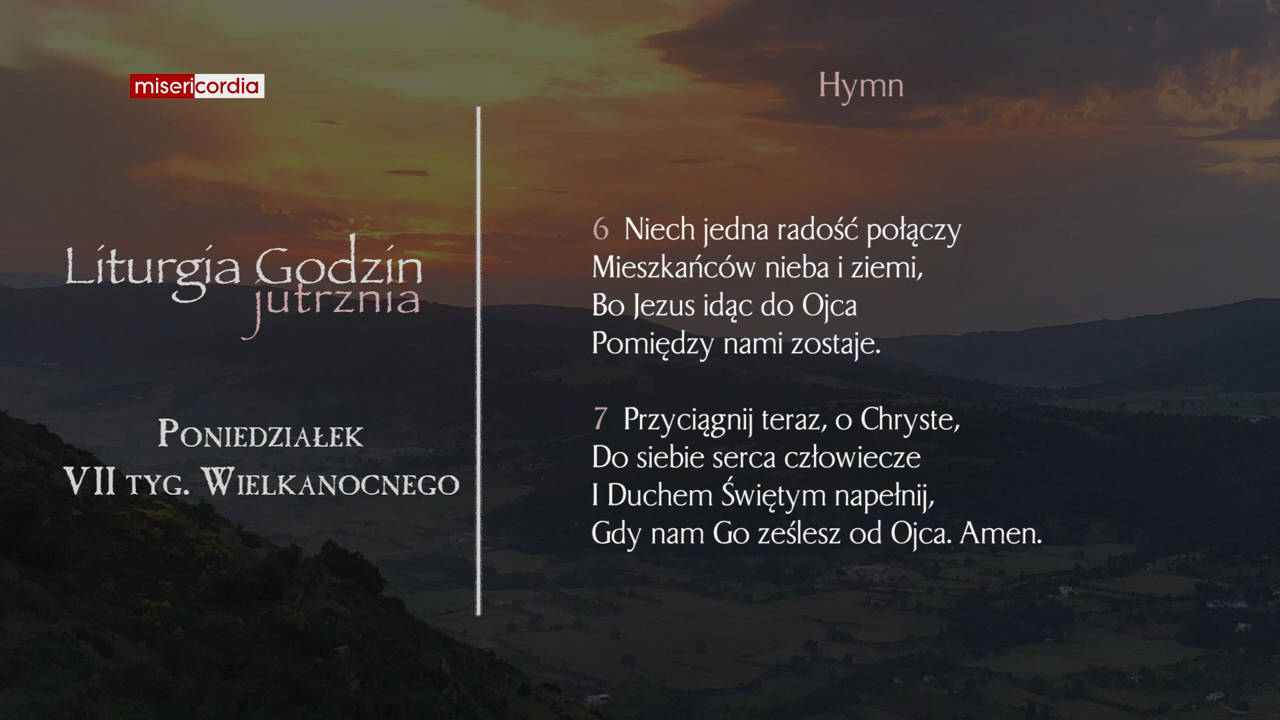 misericordia
Liturgia Godzin
jutrznia
Poniedziałek
VII tyg. Wielkanocnego
Hymn
6 Niech jedna radość połączy
Mieszkańców nieba i ziemi,
Bo Jezus idąc do Ojca
Pomiędzy nami zostaje.
7 Przyciągnij teraz, o Chryste,
Do siebie serca człowiecze
I Duchem Świętym napełnij,
Gdy nam Go ześlesz od Ojca. Amen.